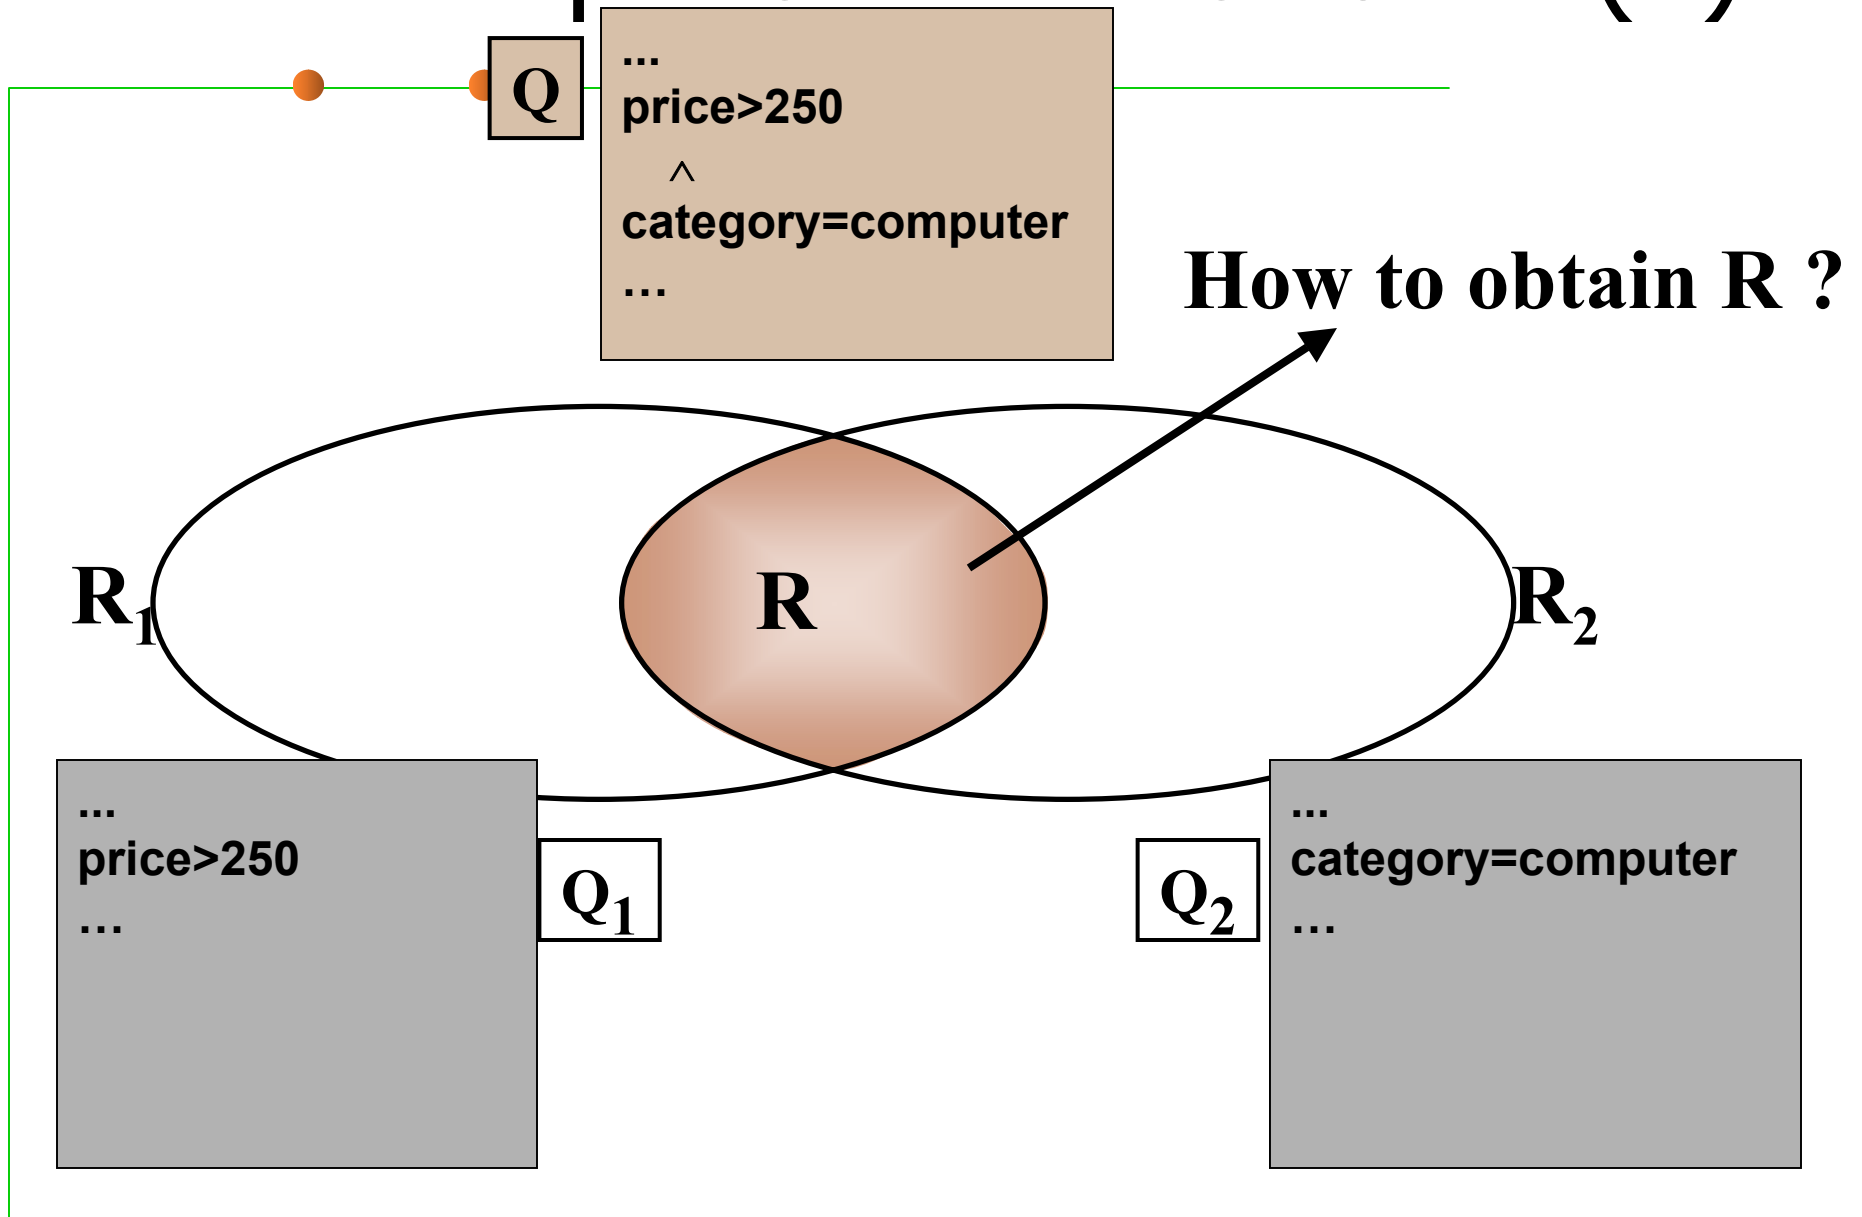 Q
...
price>250
^
category=computer
…
How to obtain R ?
R1
R
R2
...
price>250
…
Q1
Q2
...
category=computer
…